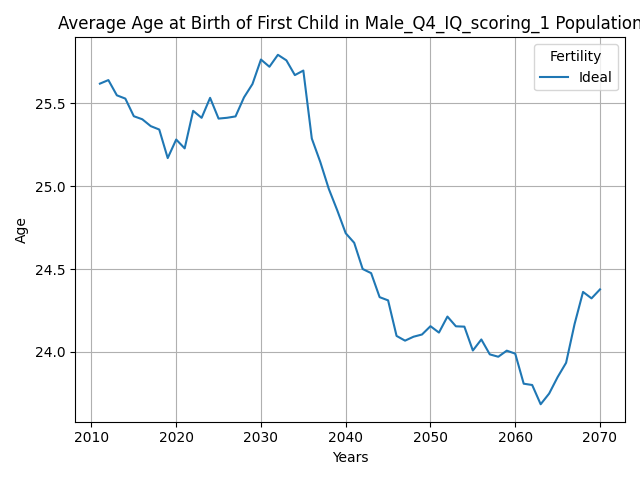 Average Age at Birth of First Child in Male_Q4_IQ_scoring_1 Population
Fertility
Ideal
25.5
25.0
24.5
24.0
Age
2010 2020 2030 2040 2050 2060 2070
Years